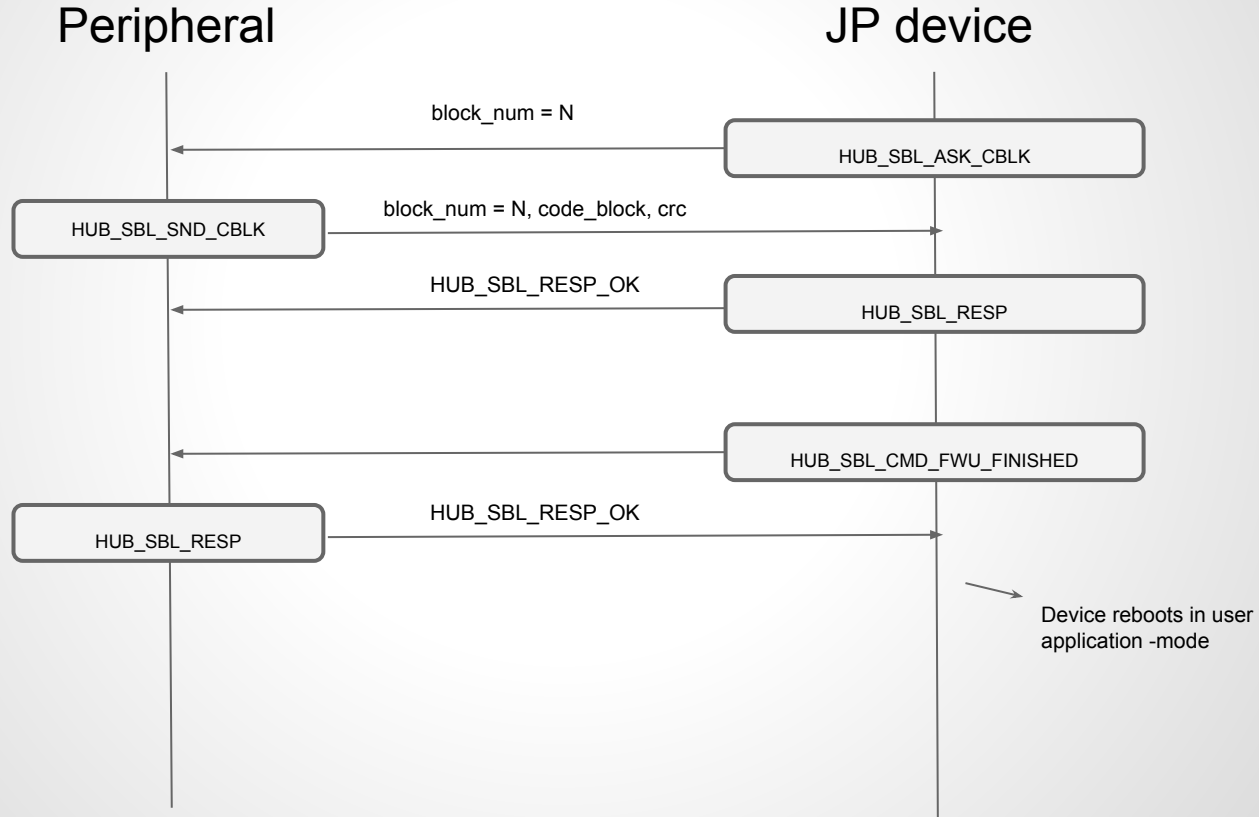 Peripheral
JP device
block_num = N
HUB_SBL_ASK_CBLK
block_num = N, code_block, crc
HUB_SBL_SND_CBLK
HUB_SBL_RESP_OK
HUB_SBL_RESP
HUB_SBL_CMD_FWU_FINISHED
HUB_SBL_RESP_OK
HUB_SBL_RESP
Device reboots in user
application -mode